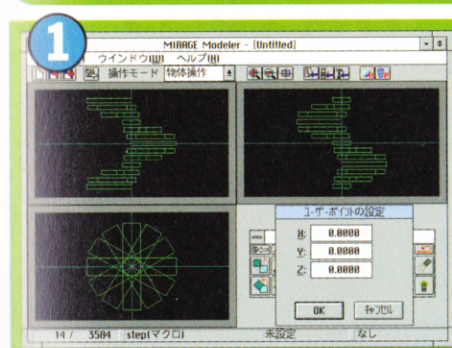 1
MIRAGE Modeler - [Untitled]
ウインドウ(W) ヘルプ(H)
操作モード 物体操作
ユーザーポイントの設定
X: 0.0000
Y: 0.0000
Z: 0.0000
OK キャンセル
14 / 3584 step(マクロ) 未設定 なし